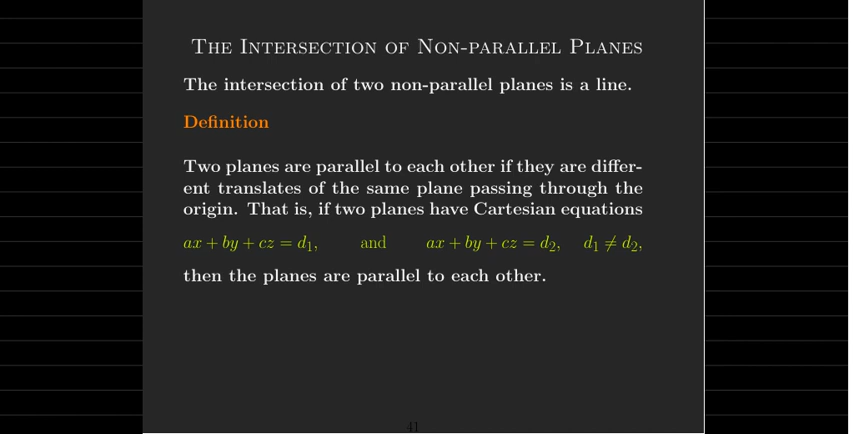 The Intersection of Non-parallel Planes
The intersection of two non-parallel planes is a line.
Definition
Two planes are parallel to each other if they are differ-
ent translates of the same plane passing through the
origin. That is, if two planes have Cartesian equations
ax + by + cz = d₁, and ax + by + cz = d₂, d₁ ≠ d₂,
then the planes are parallel to each other.
41